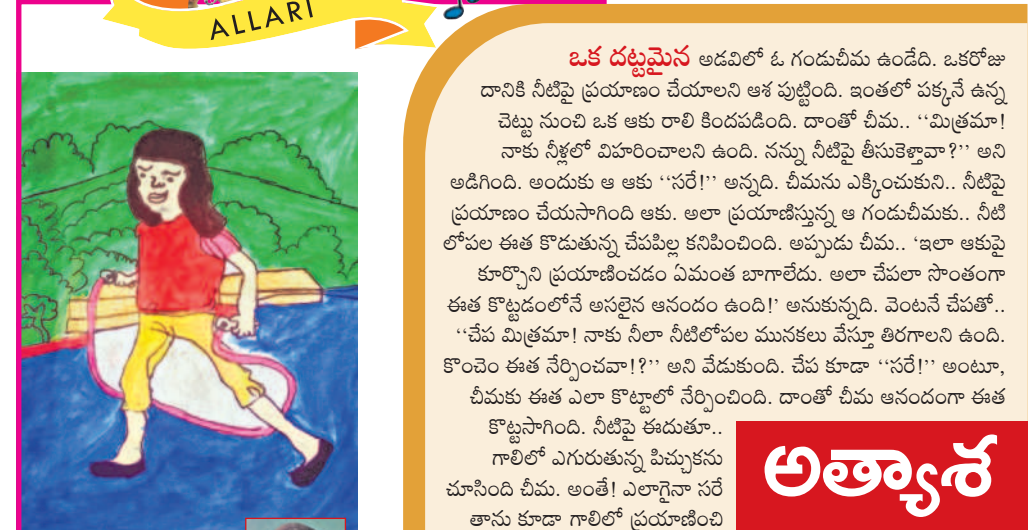 ALLARI
ఒక దట్టమైన అడవిలో ఓ గండుచీమ ఉండేది. ఒకరోజు
దానికి నీటిపై ప్రయాణం చేయాలని ఆశ పుట్టింది. ఇంతలో పక్కనే ఉన్న
చెట్టు నుంచి ఒక ఆకు రాలి కిందపడింది. దాంతో చీమ.. ‘‘మిత్రమా!
నాకు నీళ్లలో విహరించాలని ఉంది. నన్ను నీటిపై తీసుకెళ్తావా?’’ అని
అడిగింది. అందుకు ఆ ఆకు ‘‘సరే!’’ అన్నది. చీమను ఎక్కించుకుని.. నీటిపై
ప్రయాణం చేయసాగింది ఆకు. అలా ప్రయాణిస్తున్న ఆ గండుచీమకు.. నీటి
లోపల ఈత కొడుతున్న చేపపిల్ల కనిపించింది. అప్పుడు చీమ.. ‘ఇలా ఆకుపై
కూర్చొని ప్రయాణించడం ఏమంత బాగాలేదు. అలా చేపలా సొంతంగా
ఈత కొట్టడంలోనే అసలైన ఆనందం ఉంది!’ అనుకున్నది. వెంటనే చేపతో..
‘‘చేప మిత్రమా! నాకు నీలా నీటిలోపల మునకలు వేస్తూ తిరగాలని ఉంది.
కొంచెం ఈత నేర్పించవా!?’’ అని వేడుకుంది. చేప కూడా ‘‘సరే!’’ అంటూ,
చీమకు ఈత ఎలా కొట్టాలో నేర్పించింది. దాంతో చీమ ఆనందంగా ఈత
కొట్టసాగింది. నీటిపై ఈదుతూ..
గాలిలో ఎగురుతున్న పిచ్చుకను
చూసింది చీమ. అంతే! ఎలాగైనా సరే
తాను కూడా గాలిలో ప్రయాణించి
అత్యాశ